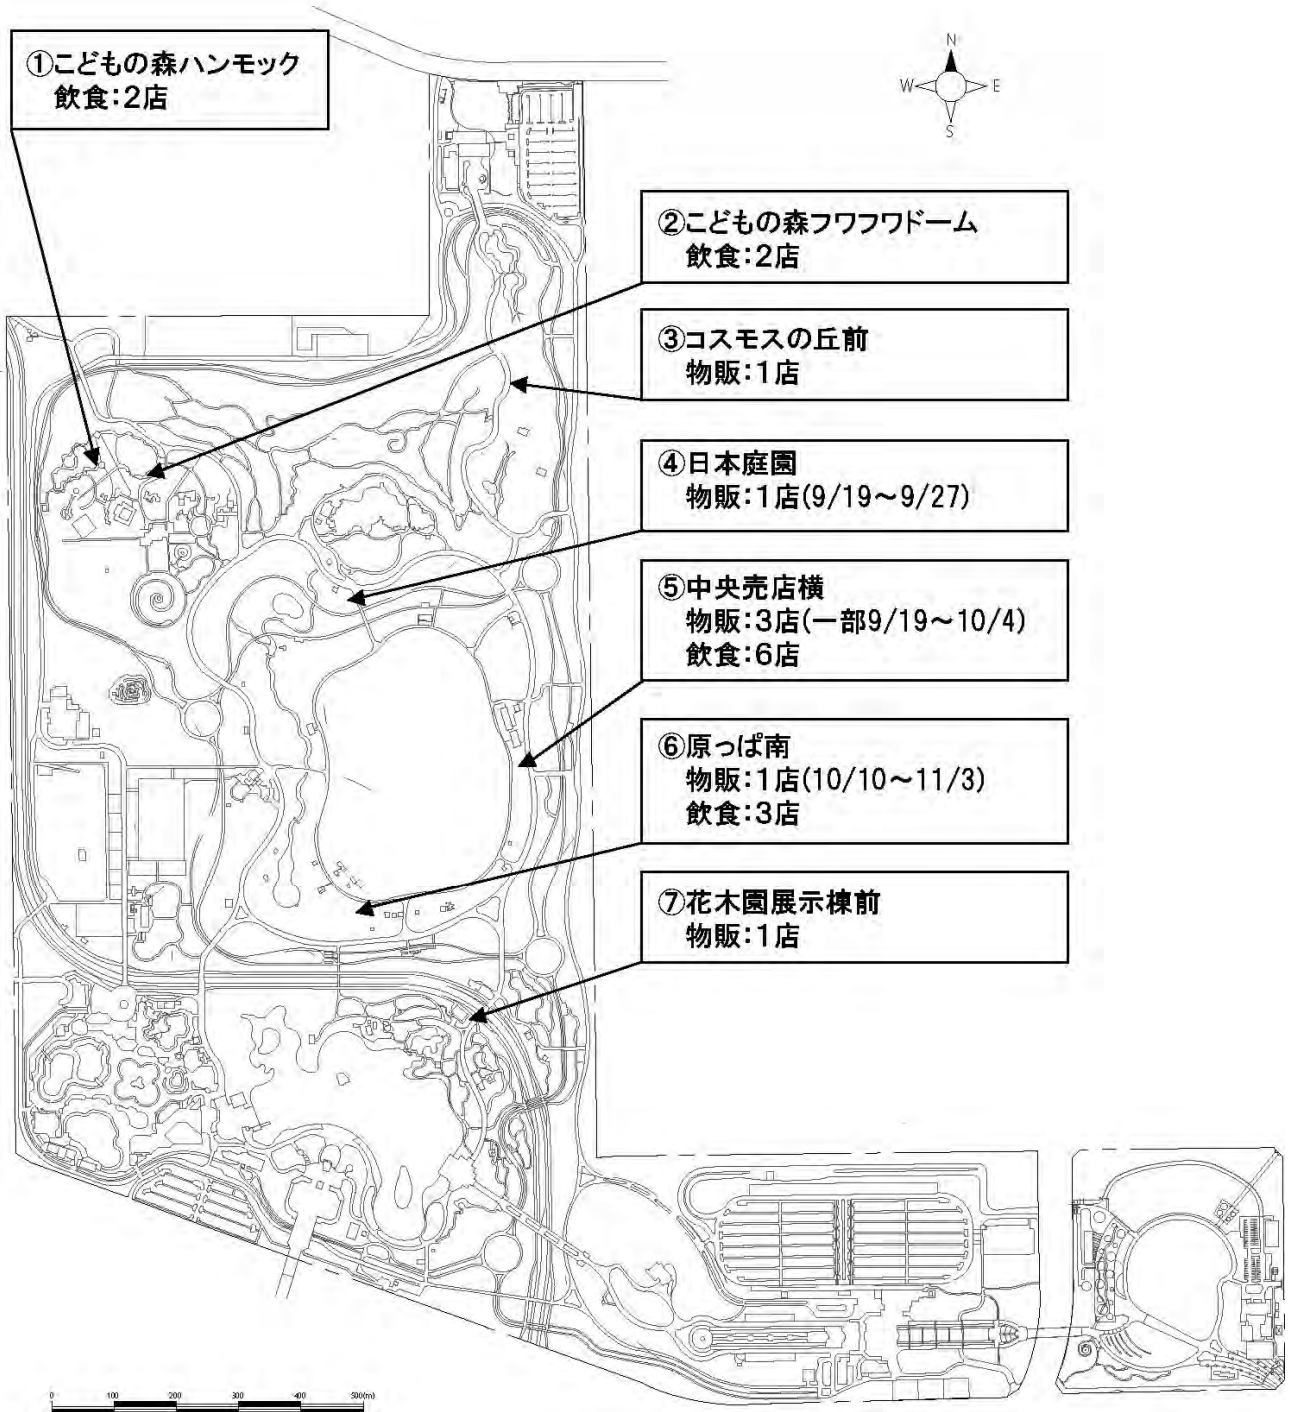 ①こどもの森ハンモック
飲食:2店
N
W
E
S
②こどもの森フワフワドーム
飲食:2店
③コスモスの丘前
物販:1店
④日本庭園
物販:1店(9/19~9/27)
⑤中央売店横
物販:3店(一部9/19~10/4)
飲食:6店
⑥原っぱ南
物販:1店(10/10~11/3)
飲食:3店
⑦花木園展示棟前
物販:1店
0 100 200 300 400 500(m)